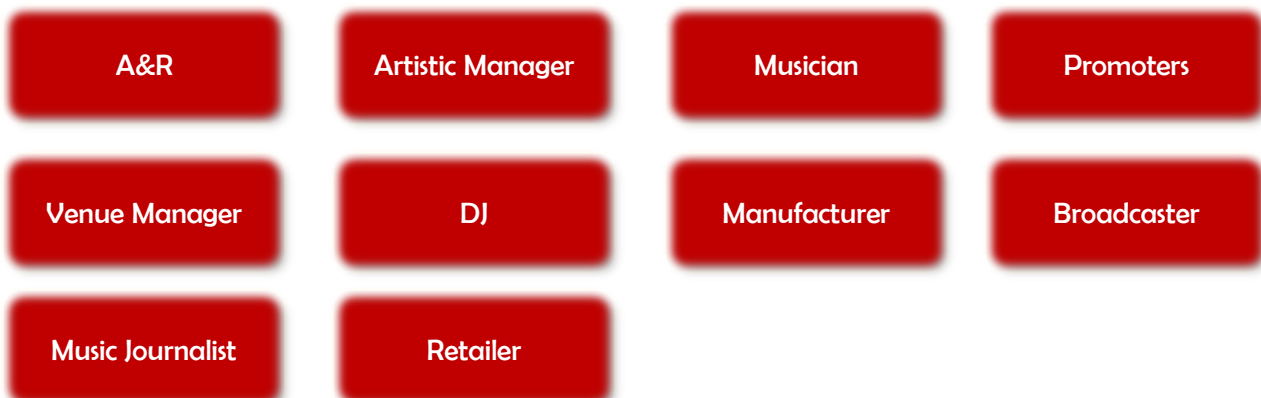 A&R
Artistic Manager
Musician
Promoters
Venue Manager
DJ
Manufacturer
Broadcaster
Music Journalist
Retailer